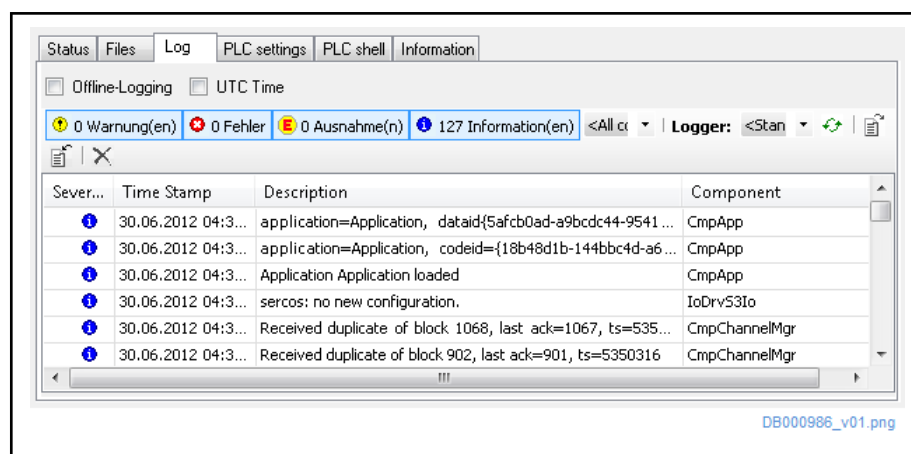 Status Files Log PLC settings PLC shell Information
Offline-Logging UTC Time
0 Warnung(en) 0 Fehler E 0 Ausnahme(n) 127 Information(en) <All cc Logger: <Stan
Sever... Time Stamp Description Component
30.06.2012 04:3... application=Application, dataid{5afcb0ad-a9bcdc44-9541... CmpApp
30.06.2012 04:3... application=Application, codeid={18b48d1b-144bbc4d-a6... CmpApp
30.06.2012 04:3... Application Application loaded CmpApp
30.06.2012 04:3... sercos: no new configuration. IoDrvS3Io
30.06.2012 04:3... Received duplicate of block 1068, last ack=1067, ts=535... CmpChannelMgr
30.06.2012 04:3... Received duplicate of block 902, last ack=901, ts=5350316 CmpChannelMgr
DB000986_v01.png